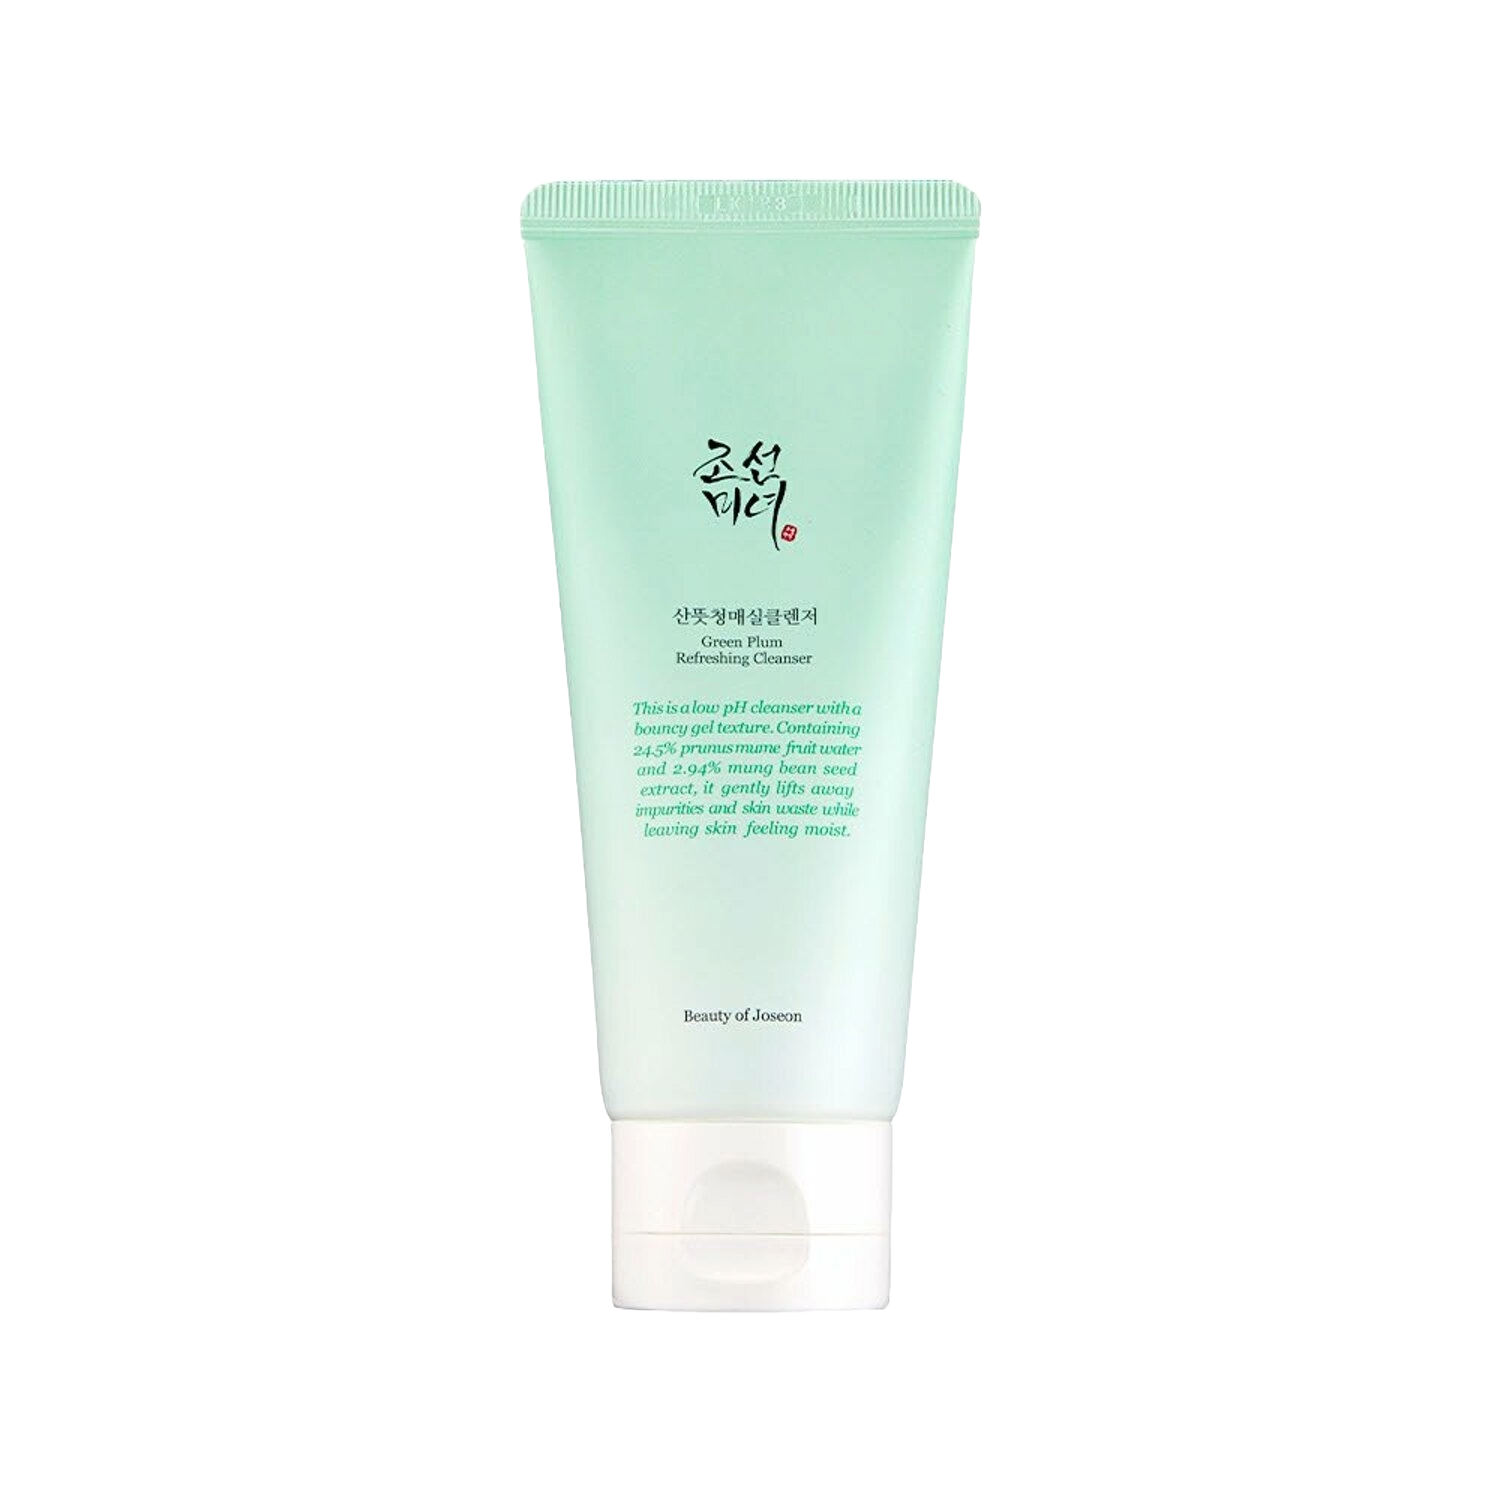 조선
미녀
산뜻청매실클렌저
Green Plum
Refreshing Cleanser
This is a low pH cleanser with a
bouncy gel texture. Containing
24.5% prunus mume fruit water
and 2.94% mung bean seed
extract, it gently lifts away
impurities and skin waste while
leaving skin feeling moist.
Beauty of Joseon